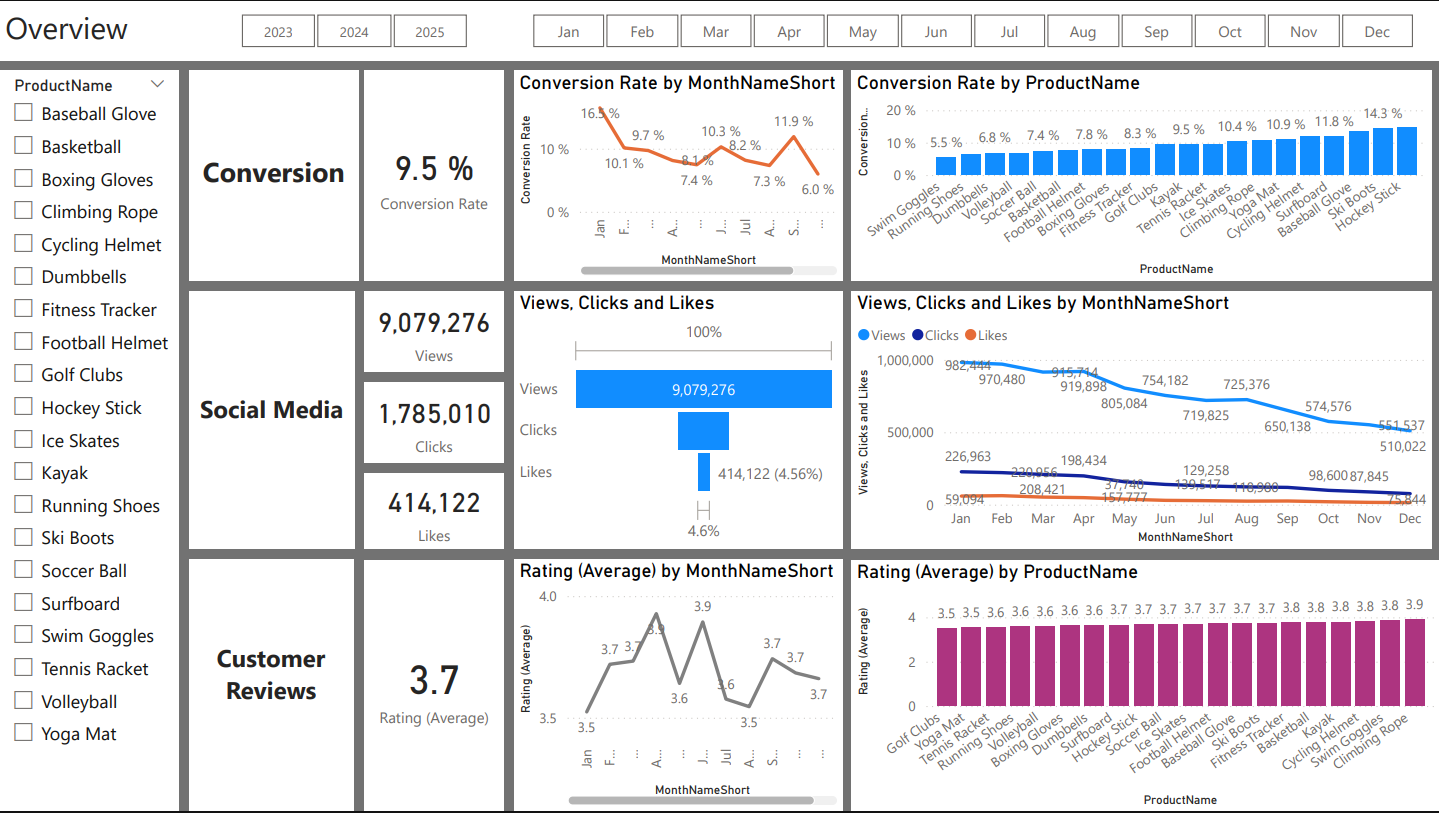 Overview
2023 2024 2025
Jan Feb Mar Apr May Jun Jul Aug Sep Oct Nov Dec
ProductName
Baseball Glove
Basketball
Boxing Gloves
Climbing Rope
Cycling Helmet
Dumbbells
Fitness Tracker
Football Helmet
Golf Clubs
Hockey Stick
Ice Skates
Kayak
Running Shoes
Ski Boots
Soccer Ball
Surfboard
Swim Goggles
Tennis Racket
Volleyball
Yoga Mat
Conversion
9.5 %
Conversion Rate
Conversion Rate by MonthNameShort
Conversion Rate
10 %
0 %
16.5 % 10.1 % 9.7 % 8.1 % 7.4 % 10.3 % 8.2 % 7.3 % 11.9 % 6.0 %
Jan F... ... A... ... J... Jul A... S... ...
MonthNameShort
Conversion Rate by ProductName
Conversion...
20 %
10 %
0 %
5.5 % 6.8 % 7.4 % 7.8 % 8.3 % 9.5 % 10.4 % 10.9 % 11.8 % 14.3 %
Swim Goggles Running Shoes Dumbbells Volleyball Soccer Ball Basketball Football Helmet Boxing Gloves Fitness Tracker Golf Clubs Kayak Tennis Racket Ice Skates Climbing Rope Yoga Mat Cycling Helmet Surfboard Baseball Glove Ski Boots Hockey Stick
ProductName
Social Media
9,079,276
Views
1,785,010
Clicks
414,122
Likes
Views, Clicks and Likes
100%
Views 9,079,276
Clicks
Likes 414,122 (4.56%)
4.6%
Views, Clicks and Likes by MonthNameShort
Views Clicks Likes
Views, Clicks and Likes
1,000,000
500,000
0
982,444 970,480 915,714 919,898 805,084 754,182 719,825 725,376 650,138 574,576 551,537 510,022
226,963 220,956 208,421 198,434 157,777 139,517 129,258 118,980 98,600 87,845 75,844
59,094 37,740
Jan Feb Mar Apr May Jun Jul Aug Sep Oct Nov Dec
MonthNameShort
Customer
Reviews
3.7
Rating (Average)
Rating (Average) by MonthNameShort
Rating (Average)
4.0
3.5
3.5 3.7 3.7 3.9 3.6 3.9 3.6 3.5 3.7 3.7 3.7
Jan F... ... A... ... J... Jul A... S... ... ...
MonthNameShort
Rating (Average) by ProductName
Rating (Average)
4
2
0
3.5 3.5 3.6 3.6 3.6 3.6 3.6 3.7 3.7 3.7 3.7 3.7 3.7 3.7 3.8 3.8 3.8 3.8 3.8 3.9
Golf Clubs Yoga Mat Tennis Racket Running Shoes Volleyball Boxing Gloves Dumbbells Surfboard Hockey Stick Soccer Ball Ice Skates Football Helmet Baseball Glove Ski Boots Fitness Tracker Basketball Kayak Cycling Helmet Swim Goggles Climbing Rope
ProductName